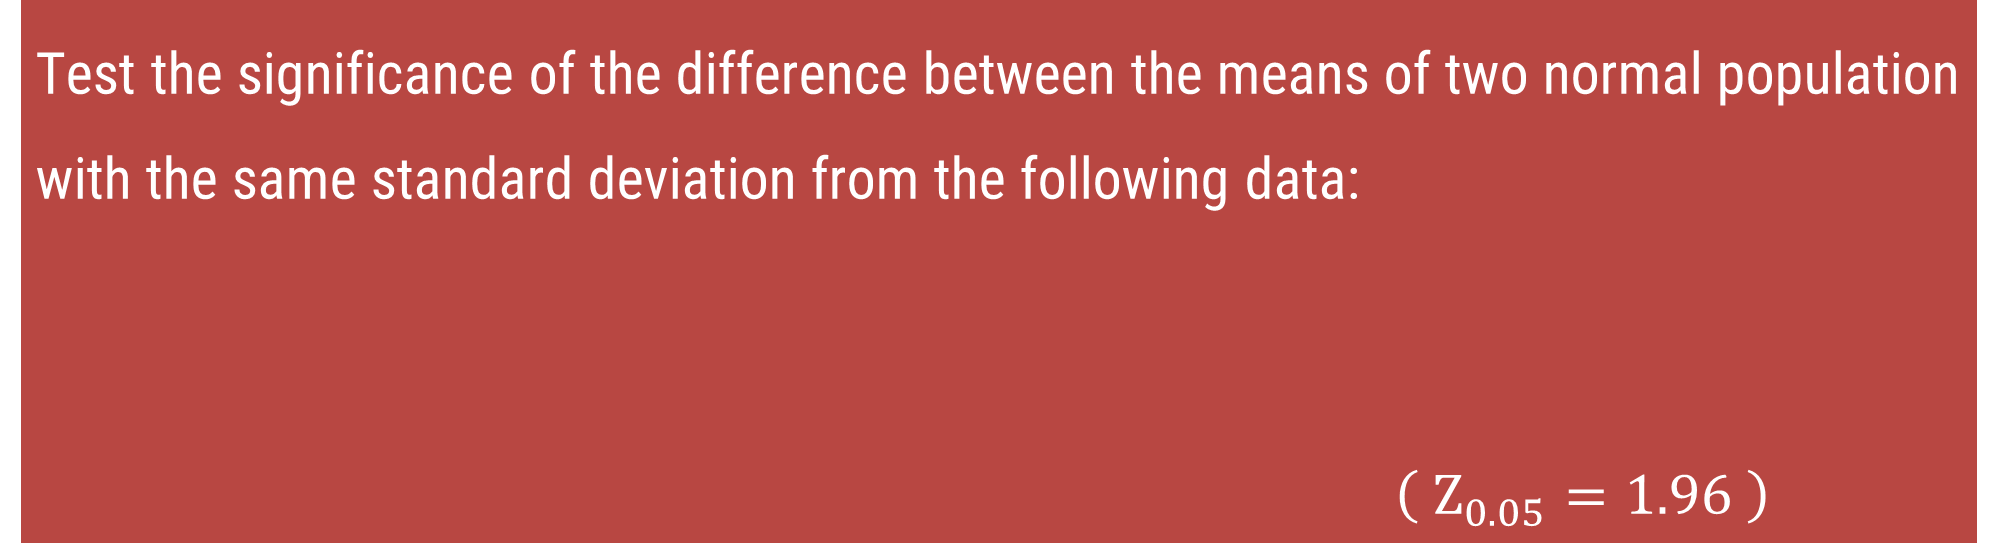 Test the significance of the difference between the means of two normal population
with the same standard deviation from the following data:
( Z₀.₀₅ = 1.96 )